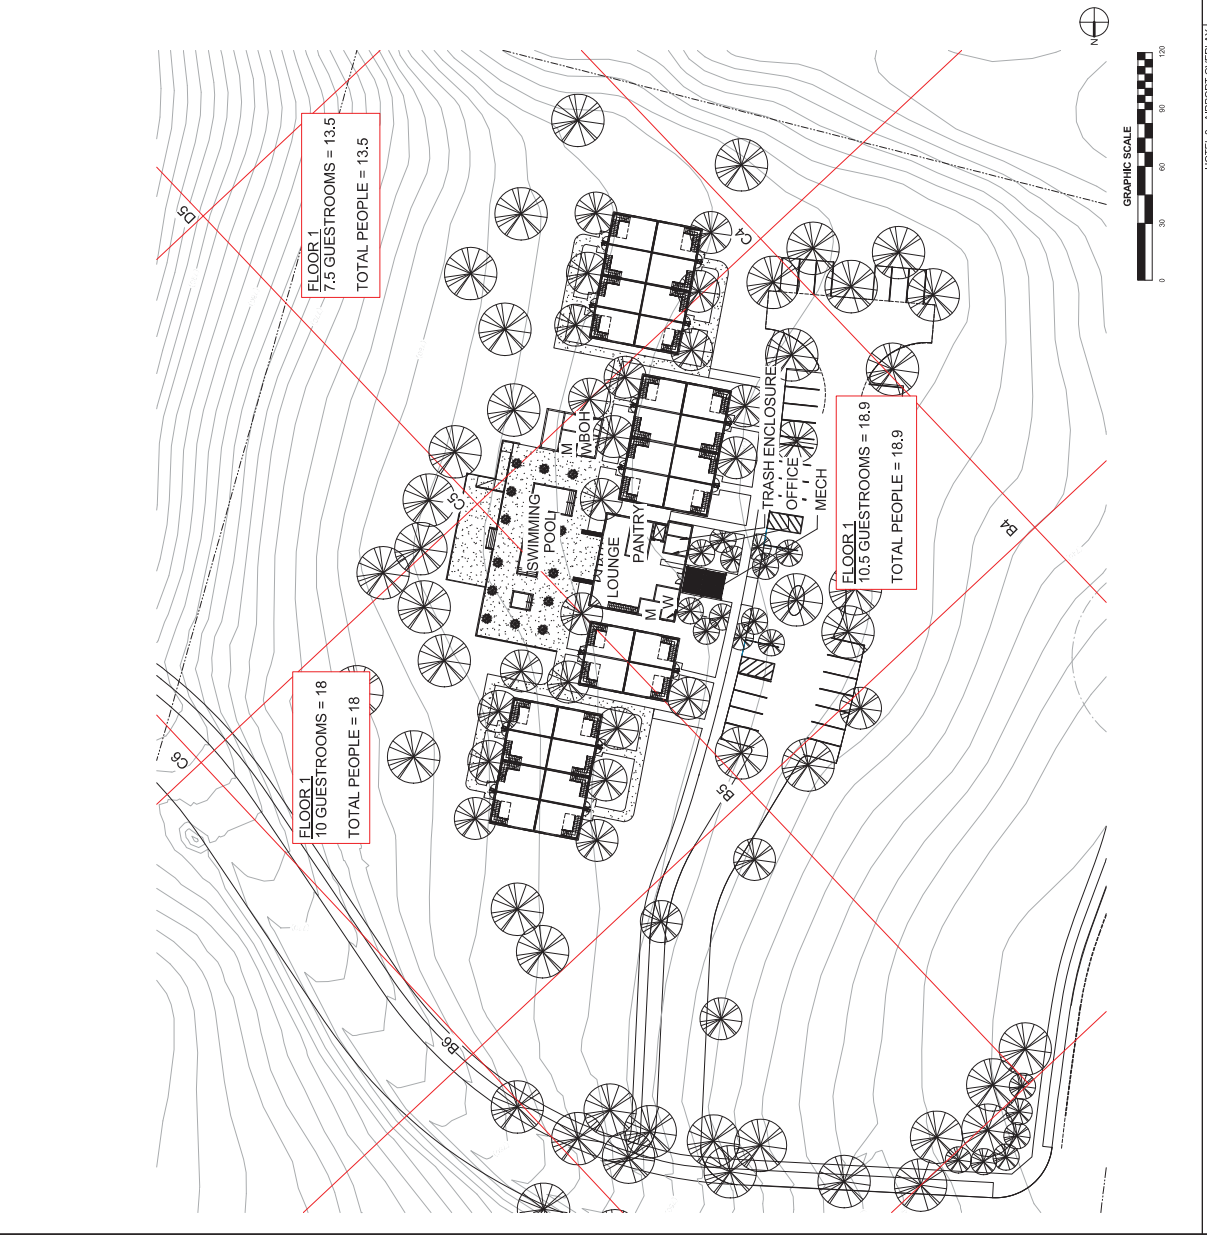 N
GRAPHIC SCALE
0
30
60
90
120
D5
FLOOR 1
7.5 GUESTROOMS = 13.5
TOTAL PEOPLE = 13.5
C4
C5
M
W
BOH
SWIMMING
POOL
LOUNGE
PANTRY
M
W
TRASH ENCLOSURE
OFFICE
MECH
FLOOR 1
10.5 GUESTROOMS = 18.9
TOTAL PEOPLE = 18.9
B4
C6
FLOOR 1
10 GUESTROOMS = 18
TOTAL PEOPLE = 18
B5
B6